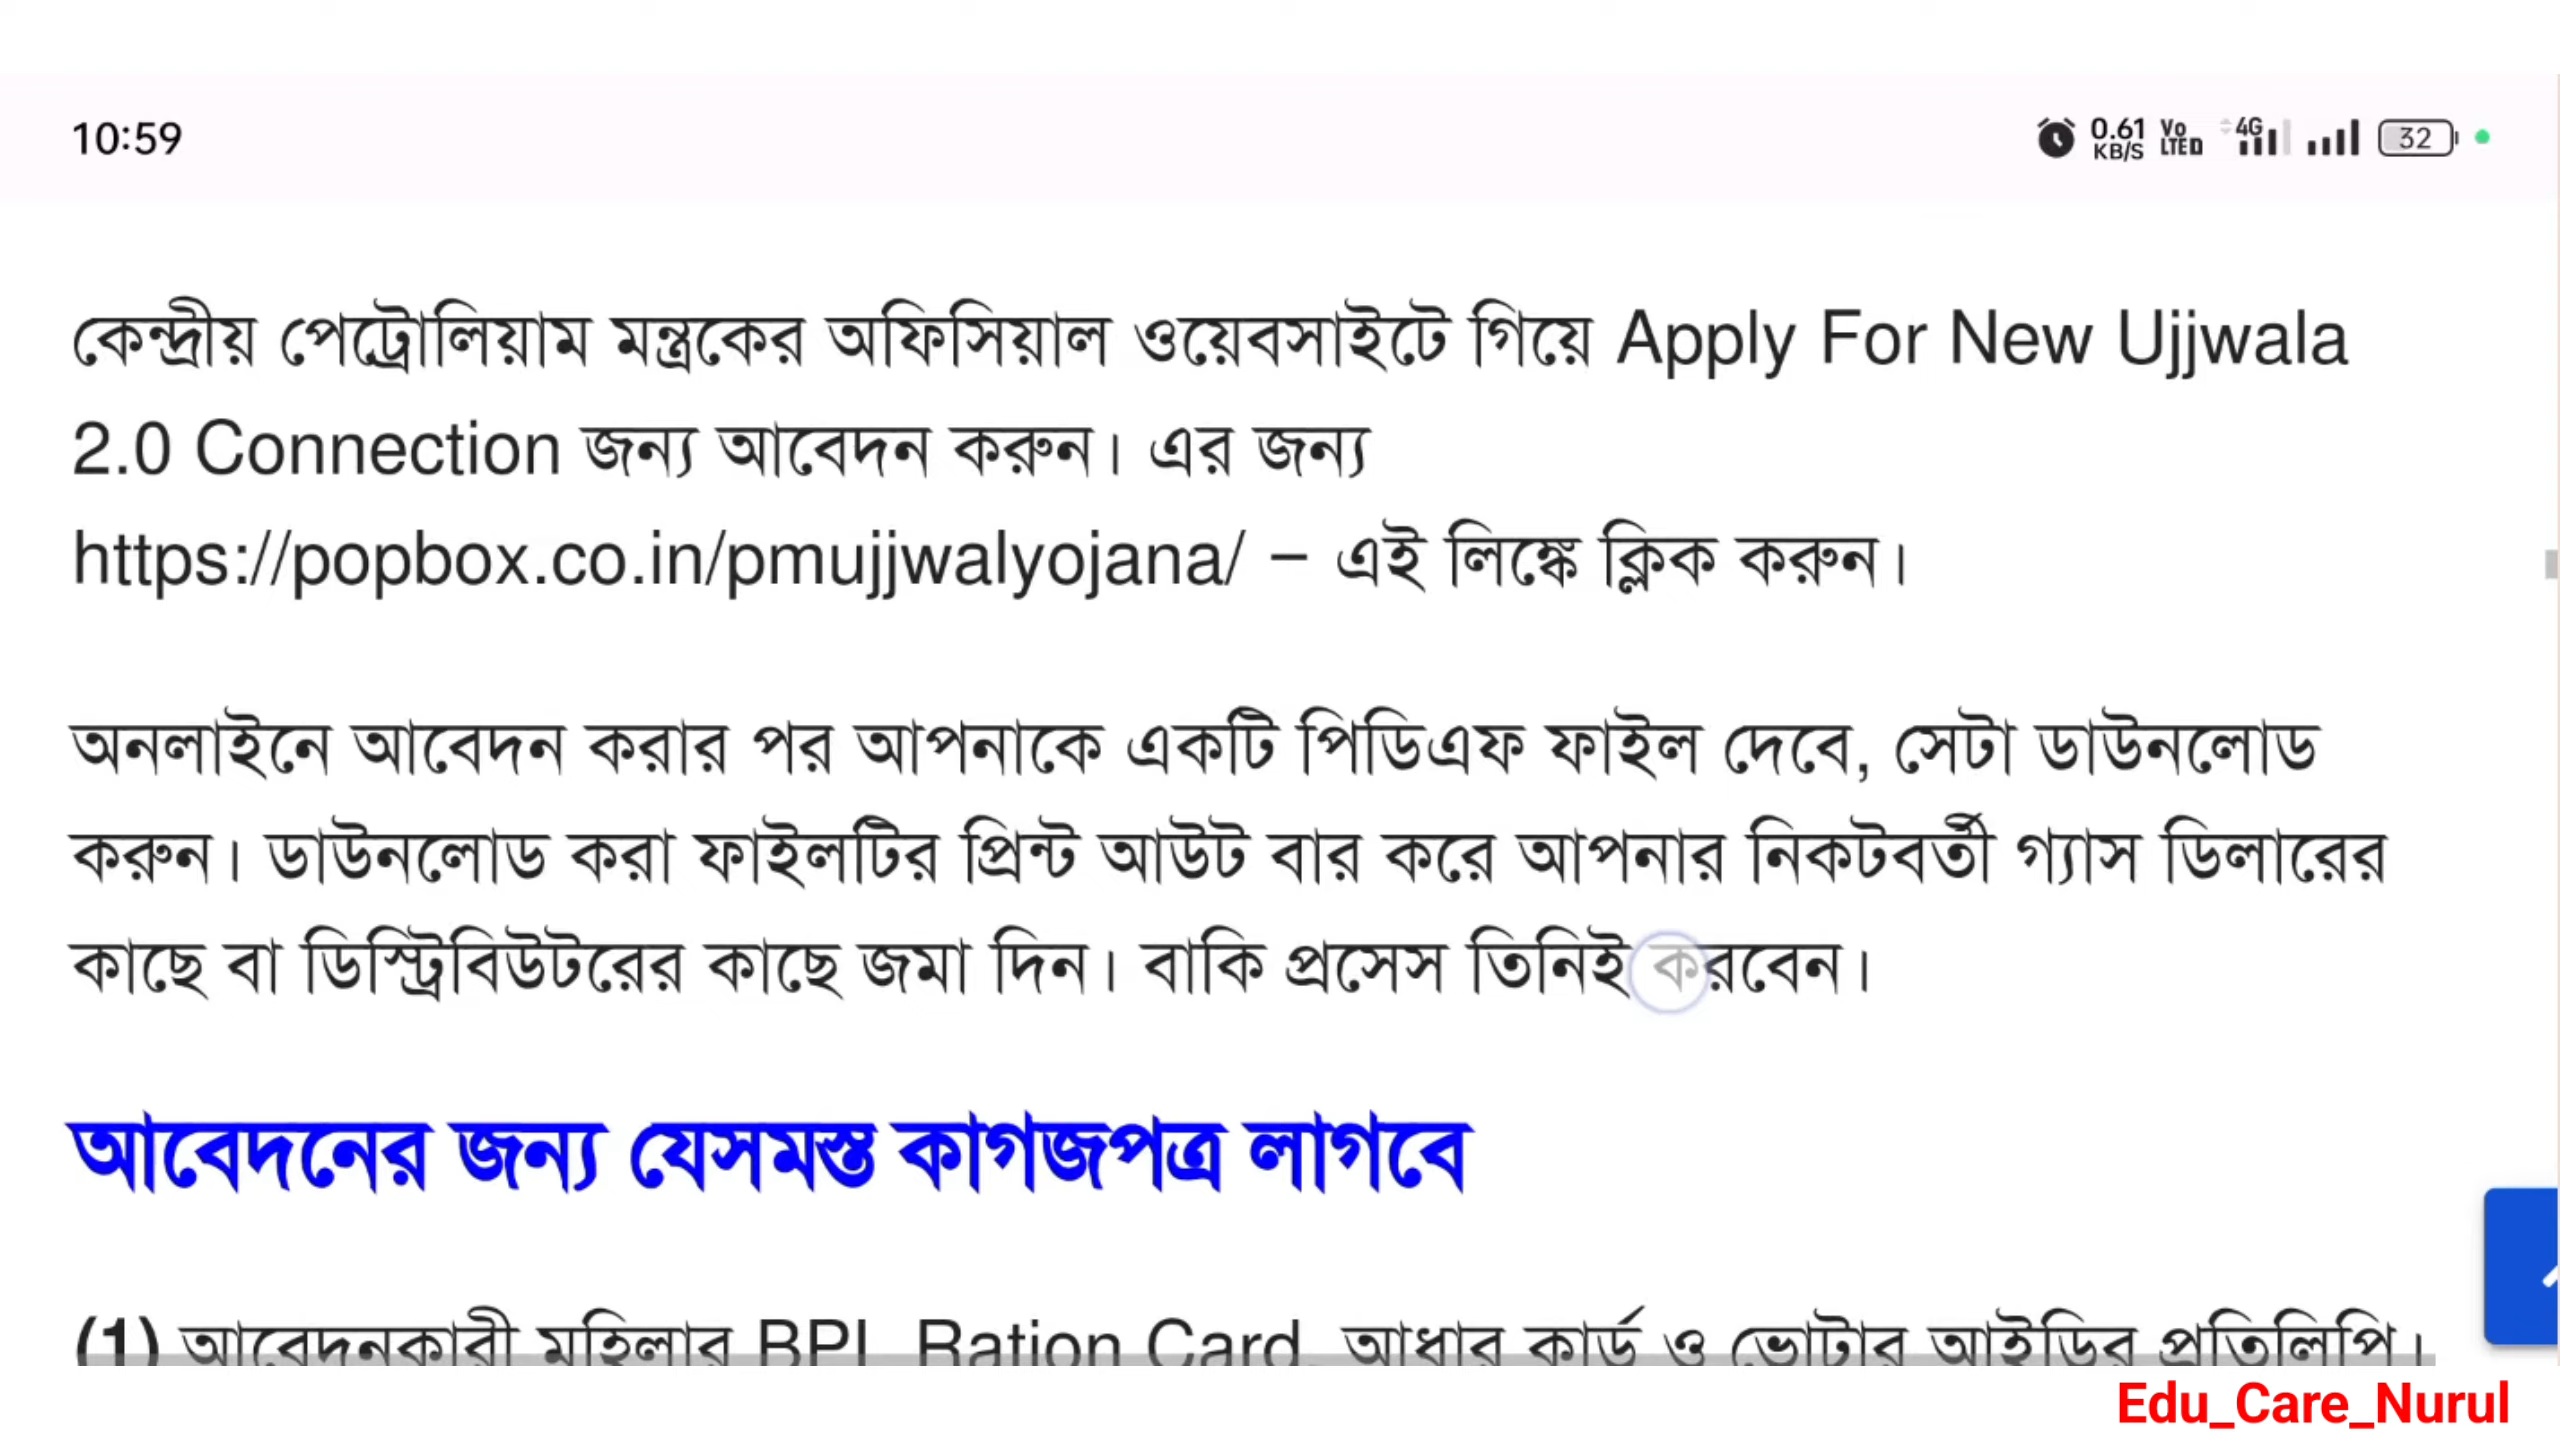 10:59
0.61 KB/S VoLTED 4G 32
কেন্দ্রীয় পেট্রোলিয়াম মন্ত্রকের অফিসিয়াল ওয়েবসাইটে গিয়ে Apply For New Ujjwala
2.0 Connection জন্য আবেদন করুন। এর জন্য
https://popbox.co.in/pmujjwalyojana/ – এই লিঙ্কে ক্লিক করুন।
অনলাইনে আবেদন করার পর আপনাকে একটি পিডিএফ ফাইল দেবে, সেটা ডাউনলোড
করুন। ডাউনলোড করা ফাইলটির প্রিন্ট আউট বার করে আপনার নিকটবর্তী গ্যাস ডিলারের
কাছে বা ডিস্ট্রিবিউটরের কাছে জমা দিন। বাকি প্রসেস তিনিই করবেন।
আবেদনের জন্য যেসমস্ত কাগজপত্র লাগবে
(1) আবেদনকারী মহিলার BPL Ration Card, আধার কার্ড ও ভোটার আইডির প্রতিলিপি।
Edu_Care_Nurul